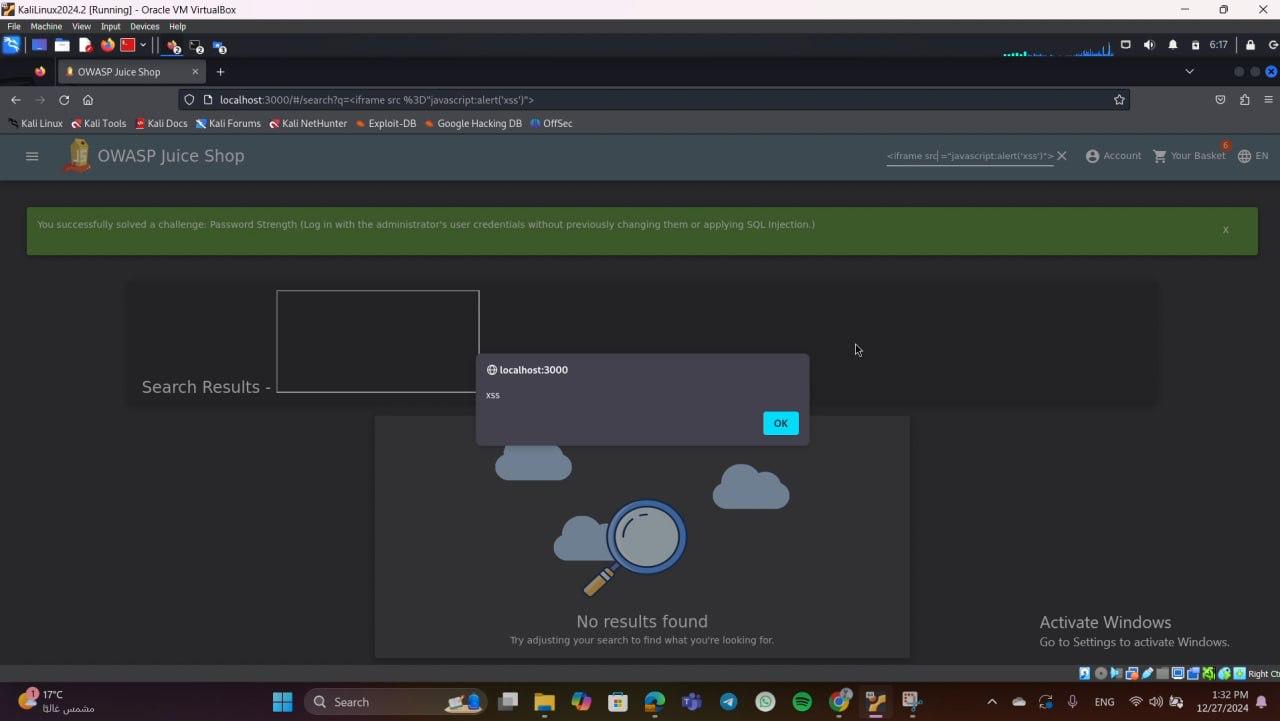 KaliLinux2024.2 [Running] - Oracle VM VirtualBox
File Machine View Input Devices Help
6:17
OWASP Juice Shop
localhost:3000/#/search?q=<iframe src %3D"javascript:alert('xss')">
Kali Linux Kali Tools Kali Docs Kali Forums Kali NetHunter Exploit-DB Google Hacking DB OffSec
OWASP Juice Shop
<iframe src ="javascript:alert('xss')">
Account
6
Your Basket
EN
You successfully solved a challenge: Password Strength (Log in with the administrator's user credentials without previously changing them or applying SQL Injection.)
X
Search Results -
localhost:3000
xss
OK
No results found
Try adjusting your search to find what you're looking for.
Activate Windows
Go to Settings to activate Windows.
Right Ct
1
17°C
مشمس غالبًا
Search
ENG
1:32 PM
12/27/2024